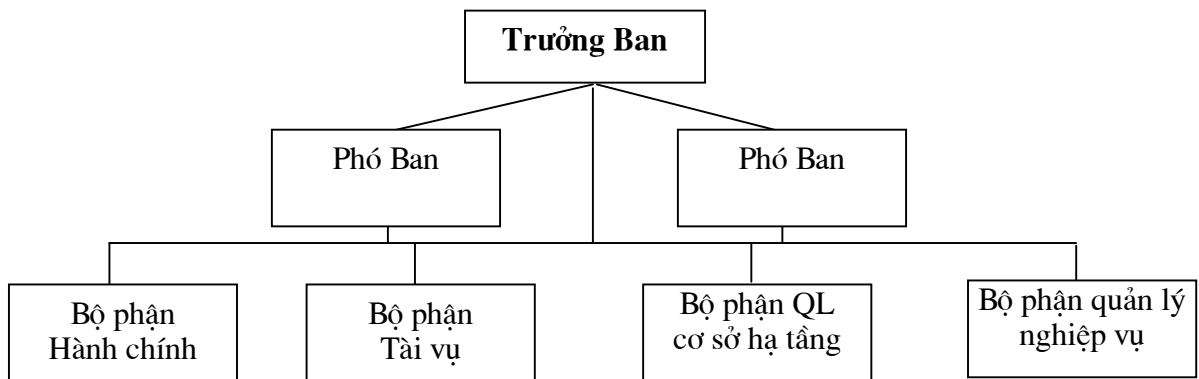 Trưởng Ban
Phó Ban
Phó Ban
Bộ phận
Hành chính
Bộ phận
Tài vụ
Bộ phận QL
cơ sở hạ tầng
Bộ phận quản lý
nghiệp vụ